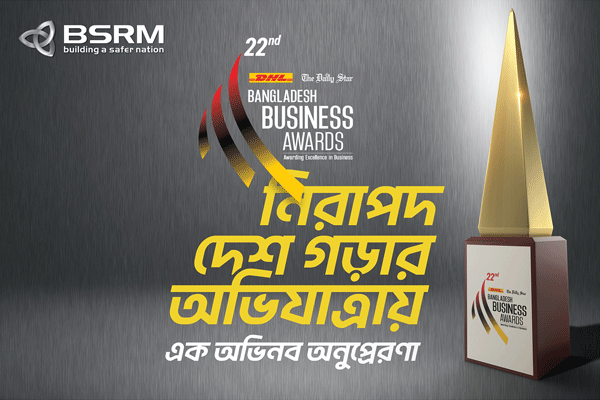 BSRM
building a safer nation
22nd
DHL The Daily Star
BANGLADESH
BUSINESS
AWARDS
Awarding Excellence in Business
নিরাপদ
দেশ গড়ার
অভিযাত্রায়
এক অভিনব অনুপ্রেরণা
22nd
DHL The Daily Star
BANGLADESH
BUSINESS
AWARDS